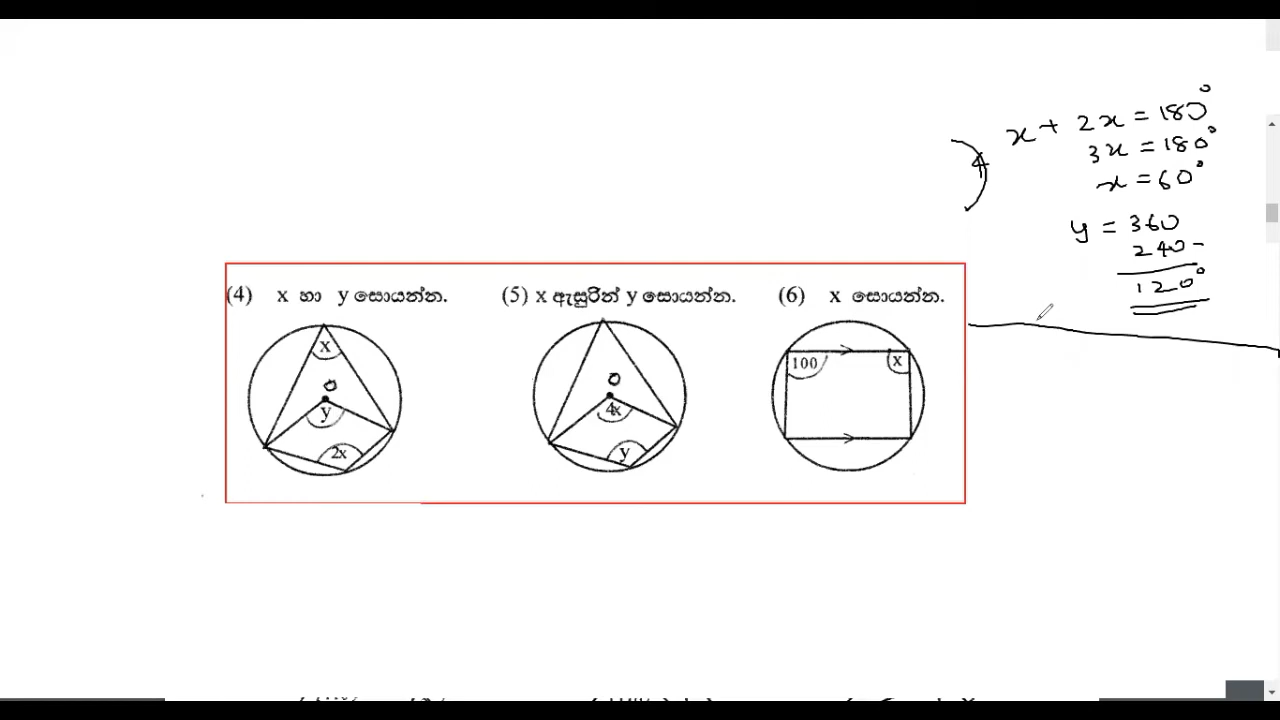 4) x + 2x = 180°
3x = 180°
x = 60°
y = 360
240 -
120°
(4) x හා y සොයන්න.
(5) x ඇසුරින් y සොයන්න.
(6) x සොයන්න.
x
O
y
2x
O
4x
y
100
x